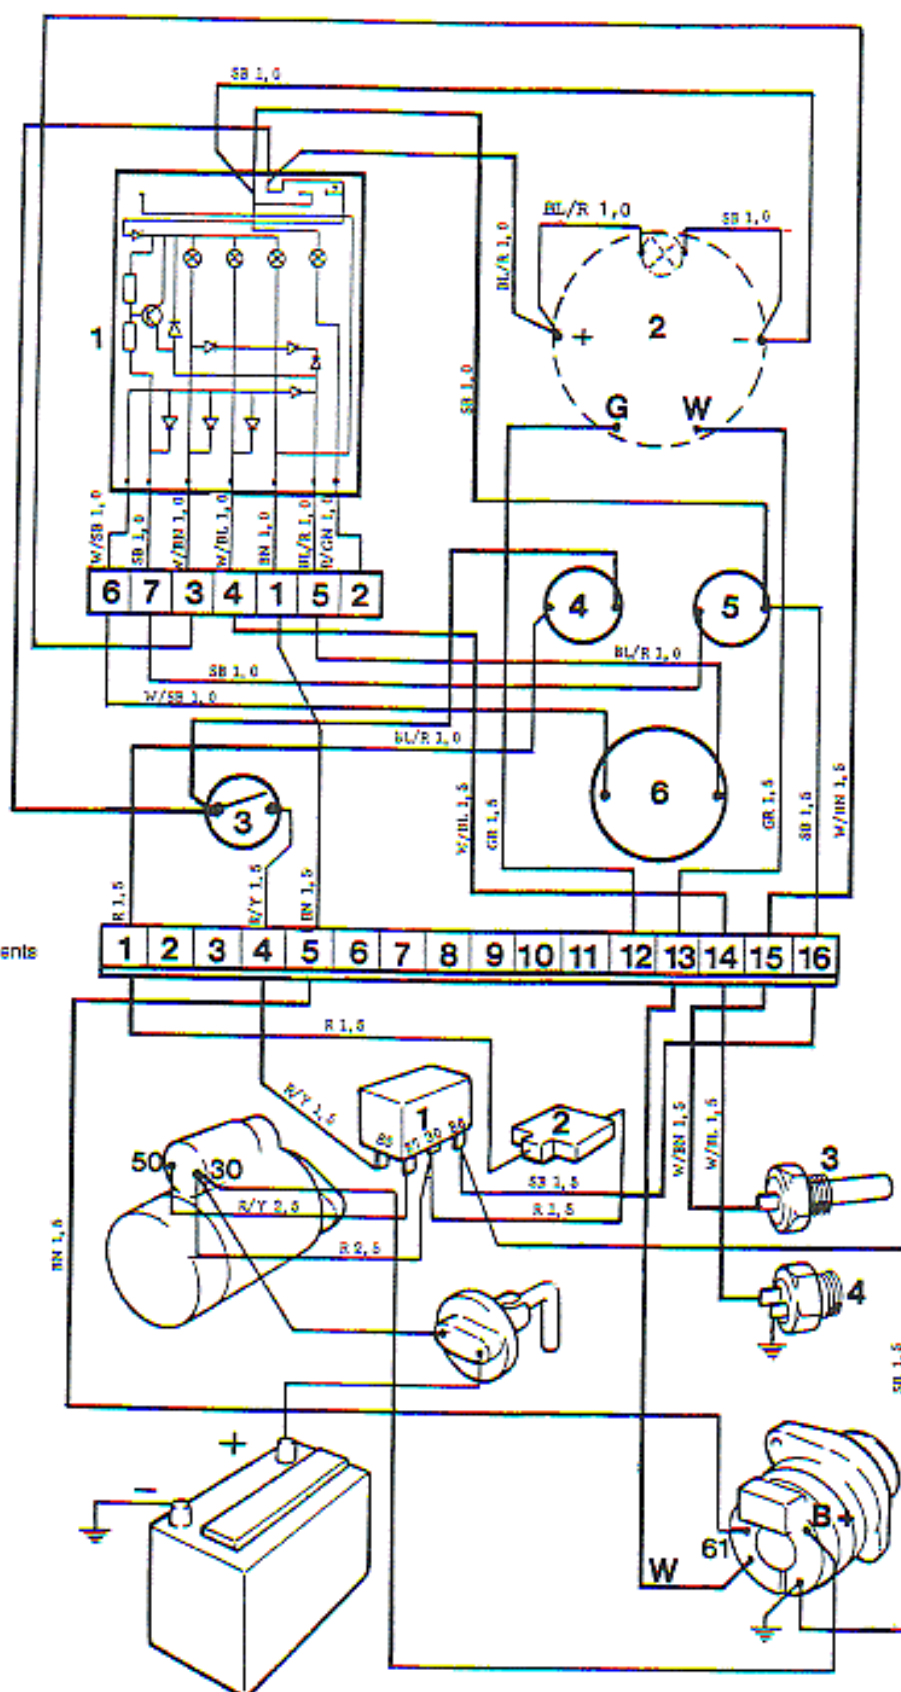 SB 1,0
BL/R 1,0
SB 1,0
BL/R 1,0
2
+
-
1
SB 1,0
G
W
W/SB 1,0
SB 1,0
W/BN 1,0
W/BL 1,0
BN 1,0
BL/R 1,0
R/GN 1,0
6 7 3 4 1 5 2
4
5
BL/R 1,0
SB 1,0
W/SB 1,0
BL/R 1,0
6
3
W/BL 1,5
GR 1,5
GR 1,5
SB 1,5
W/BN 1,5
R 1,5
R/Y 1,5
BN 1,5
ents
1 2 3 4 5 6 7 8 9 10 11 12 13 14 15 16
R 1,5
R/Y 1,5
1
86
87
30
2
W/BN 1,5
W/BL 1,5
3
50
30
SB 1,5
R/Y 2,5
R 1,5
BN 1,5
R 2,5
4
SB 1,5
+
-
B+
61
W